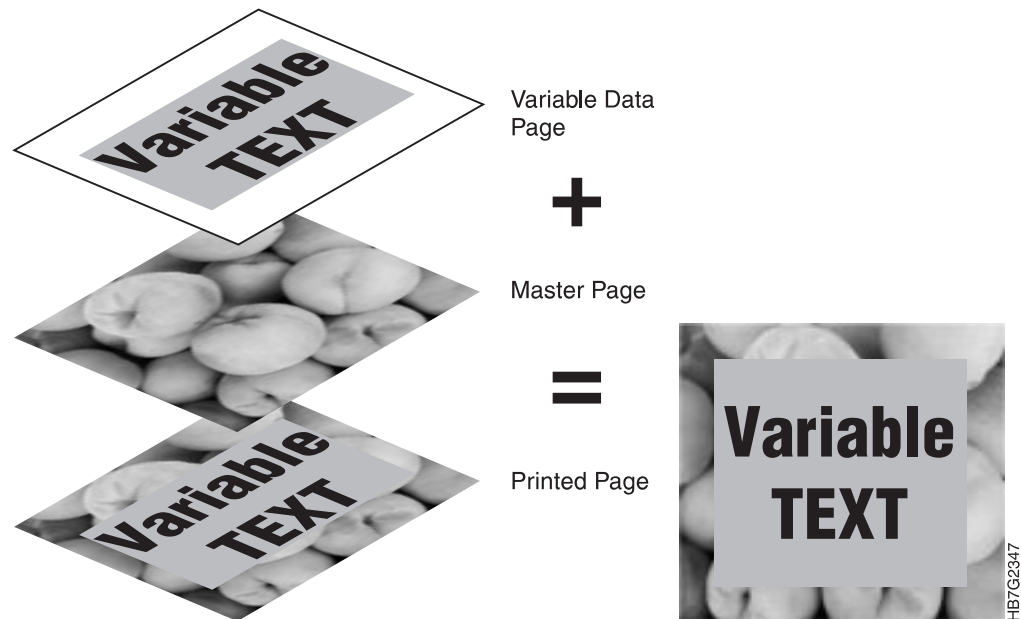 Variable
TEXT
Variable Data
Page
+
Master Page
=
Variable
TEXT
Printed Page
Variable
TEXT
HB7G2347